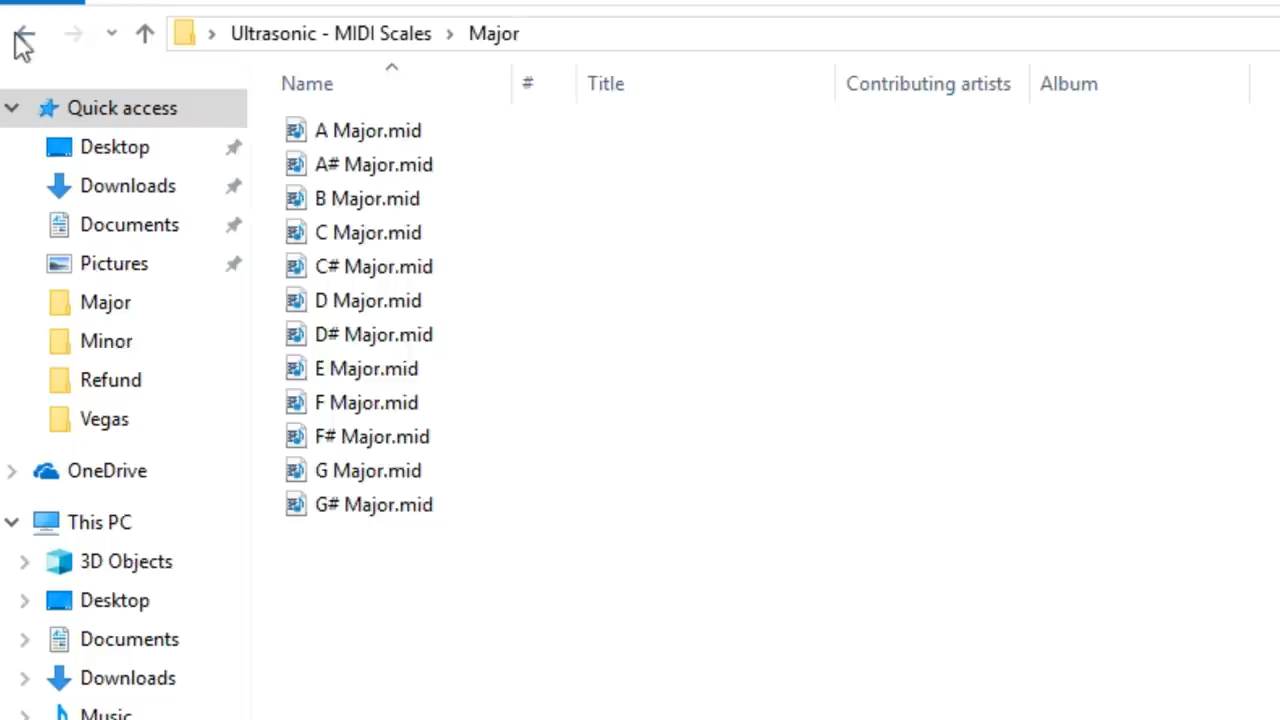 Ultrasonic - MIDI Scales > Major
Name # Title Contributing artists Album
Quick access
Desktop
Downloads
Documents
Pictures
Major
Minor
Refund
Vegas
OneDrive
This PC
3D Objects
Desktop
Documents
Downloads
Music
A Major.mid
A# Major.mid
B Major.mid
C Major.mid
C# Major.mid
D Major.mid
D# Major.mid
E Major.mid
F Major.mid
F# Major.mid
G Major.mid
G# Major.mid